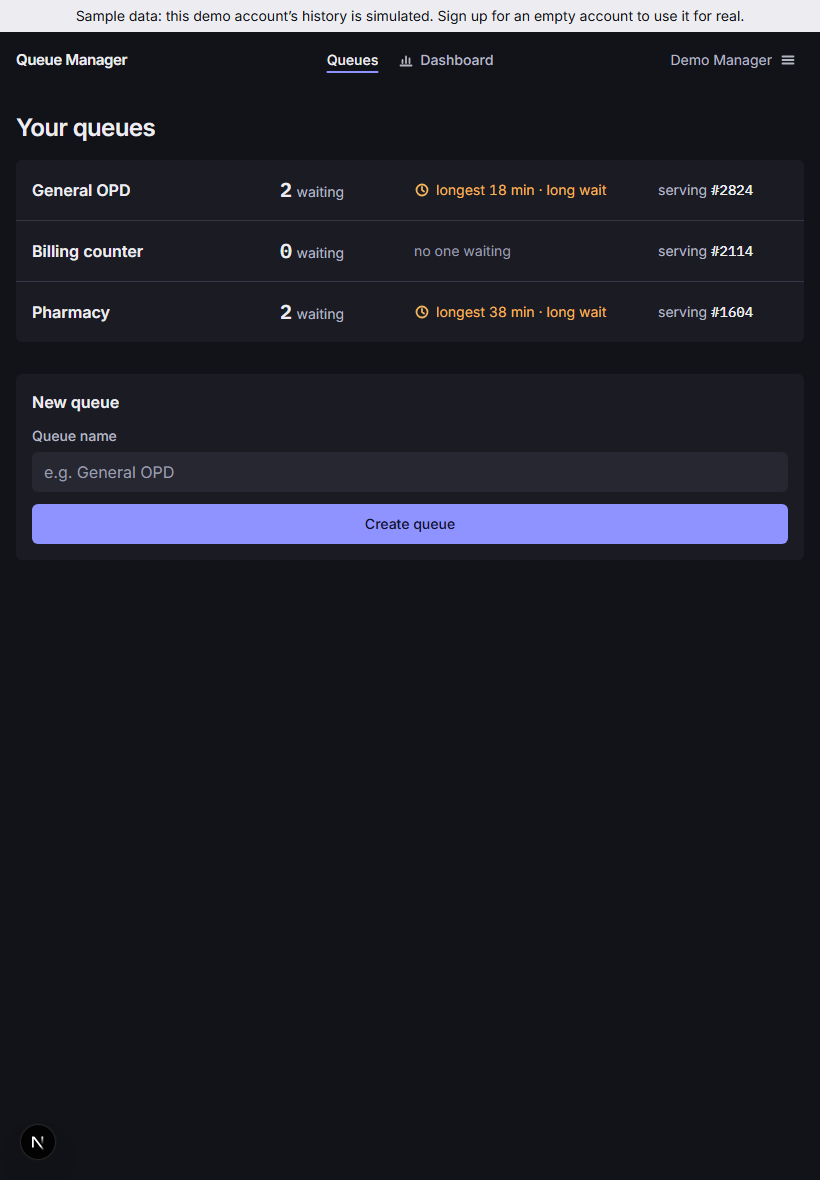 Sample data: this demo account’s history is simulated. Sign up for an empty account to use it for real.
Queue Manager Queues Dashboard Demo Manager
Your queues
General OPD 2 waiting longest 18 min · long wait serving #2824
Billing counter 0 waiting no one waiting serving #2114
Pharmacy 2 waiting longest 38 min · long wait serving #1604
New queue
Queue name
e.g. General OPD
Create queue
N